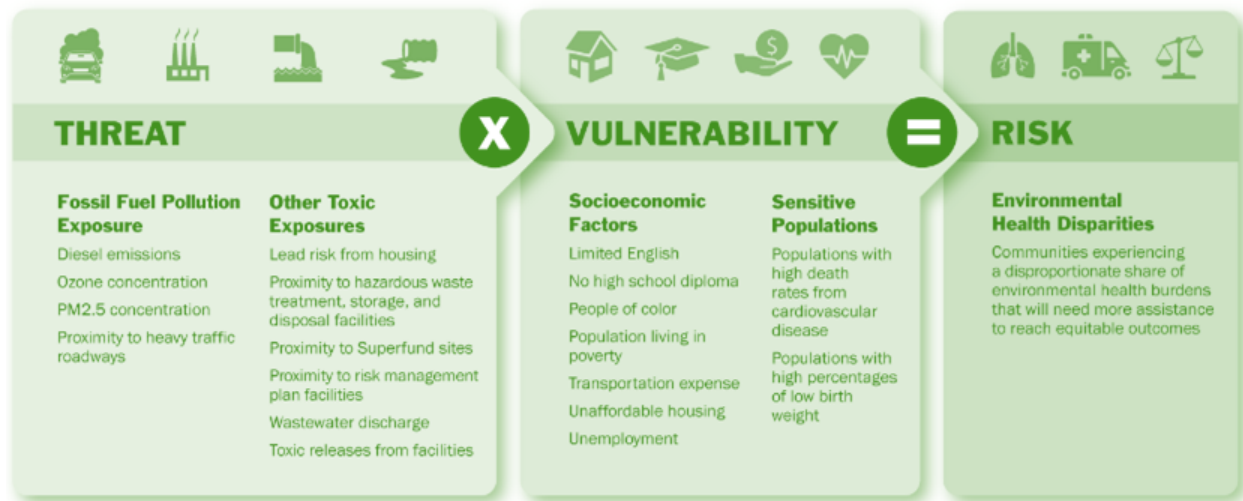 THREAT
X
VULNERABILITY
=
RISK
Fossil Fuel Pollution
Exposure
Diesel emissions
Ozone concentration
PM2.5 concentration
Proximity to heavy traffic
roadways
Other Toxic
Exposures
Lead risk from housing
Proximity to hazardous waste
treatment, storage, and
disposal facilities
Proximity to Superfund sites
Proximity to risk management
plan facilities
Wastewater discharge
Toxic releases from facilities
$
Socioeconomic
Factors
Limited English
No high school diploma
People of color
Population living in
poverty
Transportation expense
Unaffordable housing
Unemployment
Sensitive
Populations
Populations with
high death
rates from
cardiovascular
disease
Populations with
high percentages
of low birth
weight
Environmental
Health Disparities
Communities experiencing
a disproportionate share of
environmental health burdens
that will need more assistance
to reach equitable outcomes